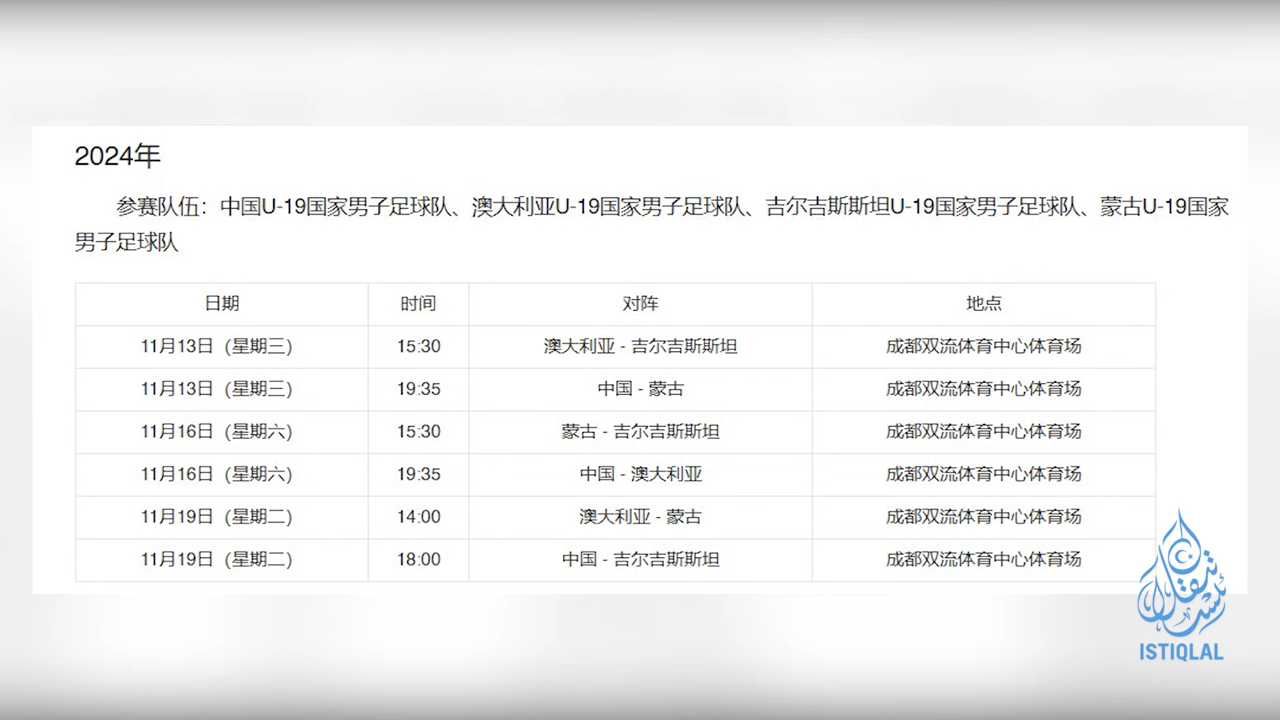 2024年
参赛队伍：中国U-19国家男子足球队、澳大利亚U-19国家男子足球队、吉尔吉斯斯坦U-19国家男子足球队、蒙古U-19国家
男子足球队
日期 时间 对阵 地点
11月13日（星期三） 15:30 澳大利亚 - 吉尔吉斯斯坦 成都双流体育中心体育场
11月13日（星期三） 19:35 中国 - 蒙古 成都双流体育中心体育场
11月16日（星期六） 15:30 蒙古 - 吉尔吉斯斯坦 成都双流体育中心体育场
11月16日（星期六） 19:35 中国 - 澳大利亚 成都双流体育中心体育场
11月19日（星期二） 14:00 澳大利亚 - 蒙古 成都双流体育中心体育场
11月19日（星期二） 18:00 中国 - 吉尔吉斯斯坦 成都双流体育中心体育场
ISTIQLAL